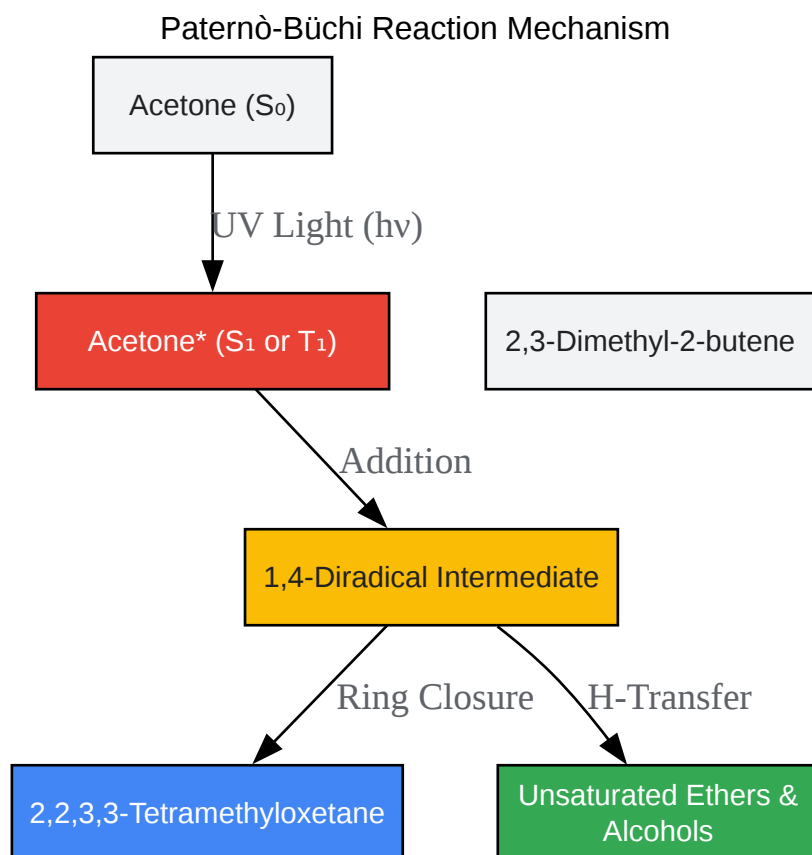 Paternò-Büchi Reaction Mechanism
Acetone (S₀)
UV Light (hν)
Acetone* (S₁ or T₁)
2,3-Dimethyl-2-butene
Addition
1,4-Diradical Intermediate
Ring Closure
H-Transfer
2,2,3,3-Tetramethyloxetane
Unsaturated Ethers &
Alcohols